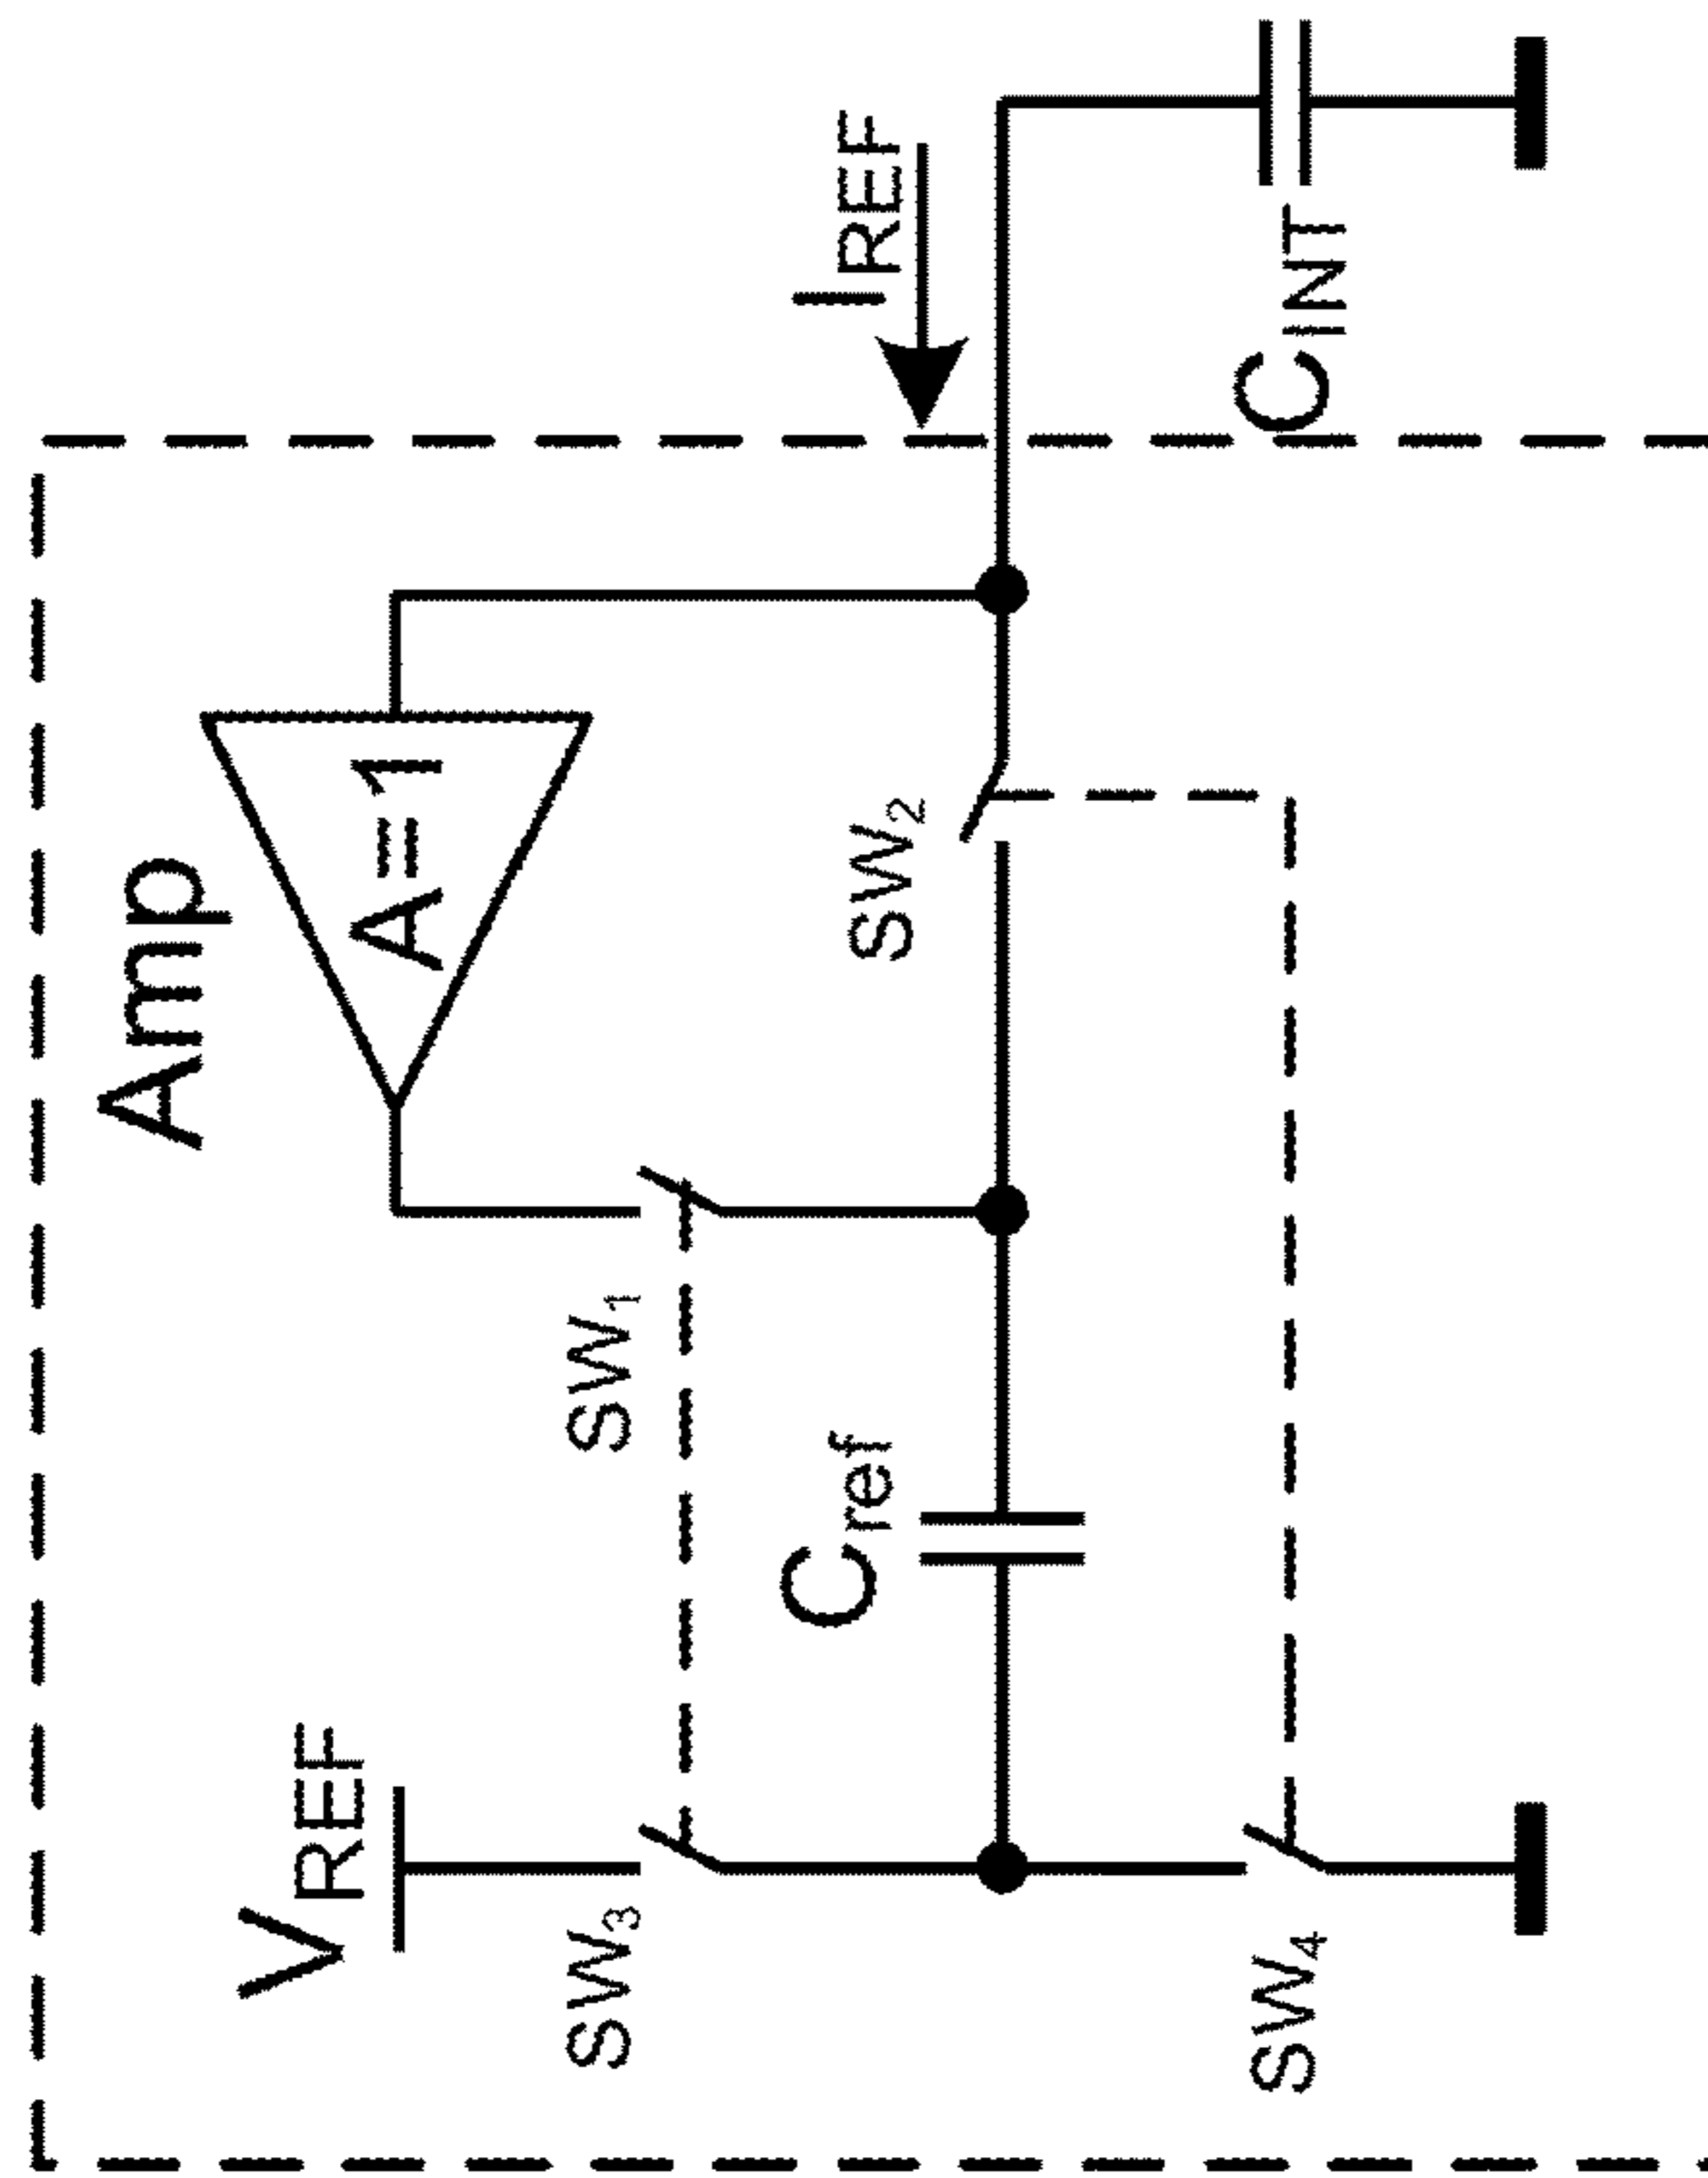 Amp
A=1
VREF
SW3
SW1
Cref
SW2
IREF
SW4
CINT